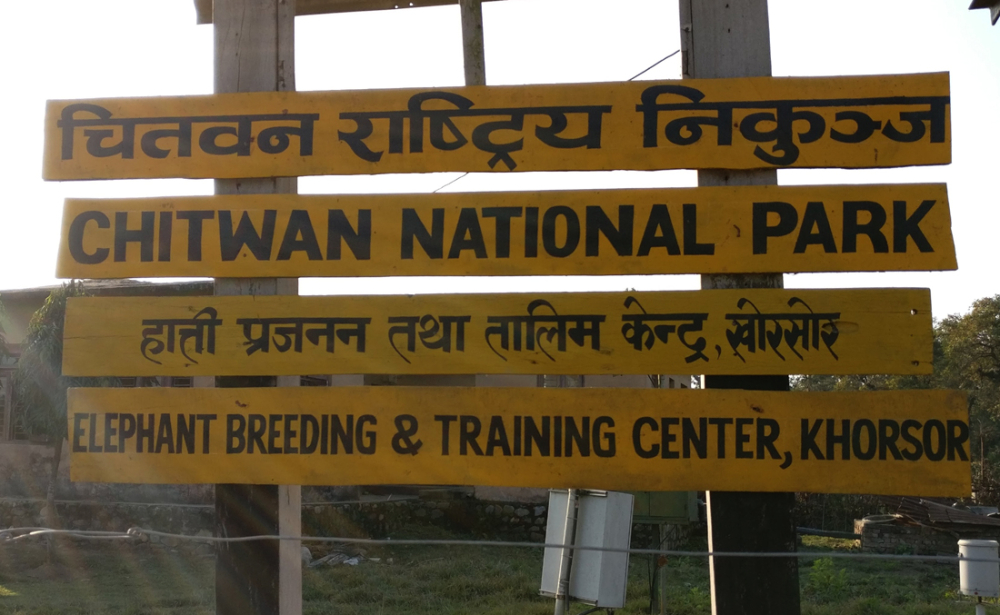 चितवन राष्ट्रिय निकुञ्ज
CHITWAN NATIONAL PARK
हात्ती प्रजनन तथा तालिम केन्द्र, खोरसोर
ELEPHANT BREEDING & TRAINING CENTER, KHORSOR